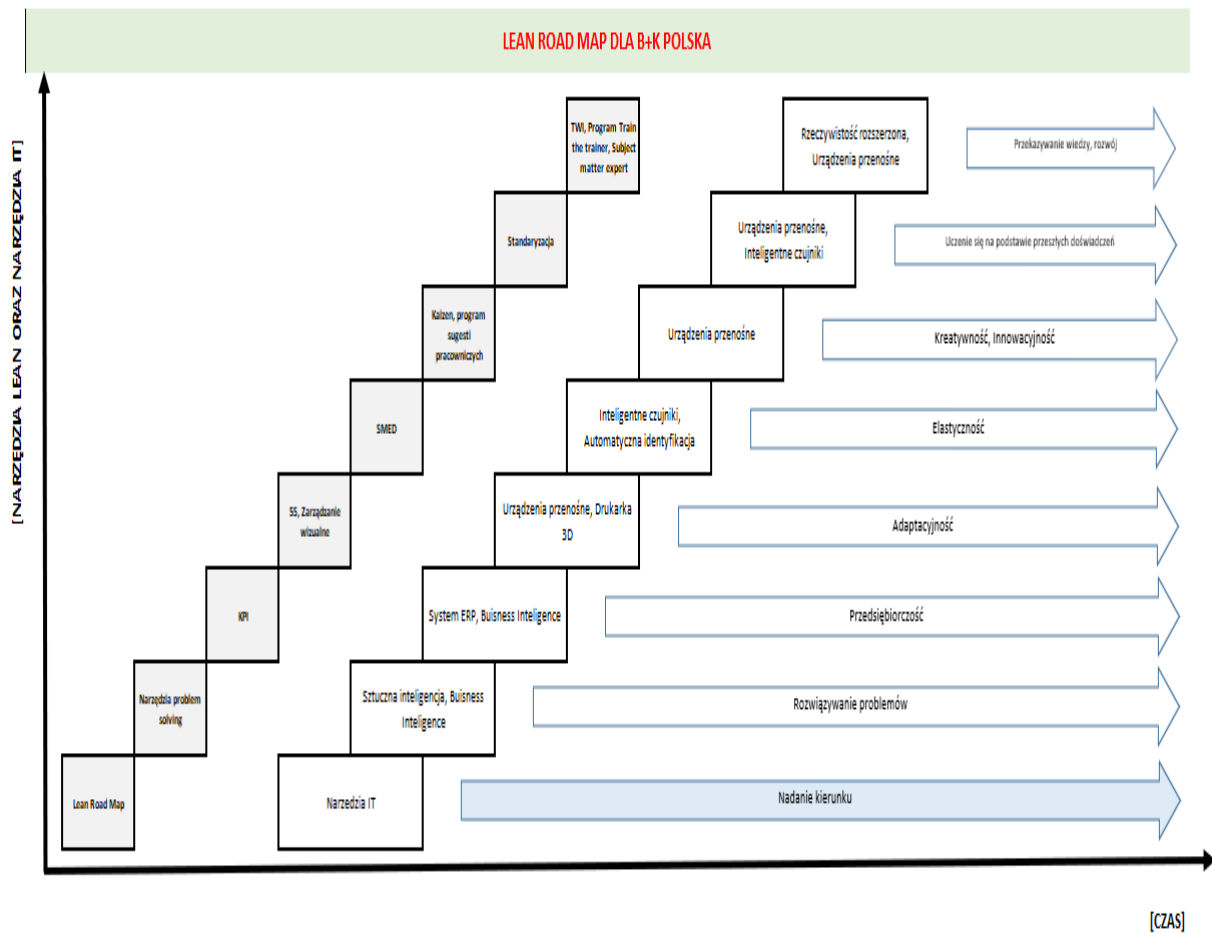 LEAN ROAD MAP DLA B+K POLSKA
[NARZĘDZIA LEAN ORAZ NARZĘDZIA IT]
TWI, Program Train
the trainer, Subject
matter expert
Rzeczywistość rozszerzona,
Urządzenia przenośne
Przekazywanie wiedzy, rozwój
Standaryzacja
Urządzenia przenośne,
Inteligentne czujniki
Uczenie się na podstawie przeszłych doświadczeń
Kaizen, program
sugesti
pracowniczych
Urządzenia przenośne
Kreatywność, Innowacyjność
SMED
Inteligentne czujniki,
Automatyczna identyfikacja
Elastyczność
5S, Zarządzanie
wizualne
Urządzenia przenośne, Drukarka
3D
Adaptacyjność
KPI
System ERP, Buisness Inteligence
Przedsiębiorczość
Narzędzia problem
solving
Sztuczna inteligencja, Buisness
Inteligence
Rozwiązywanie problemów
Lean Road Map
Narzedzia IT
Nadanie kierunku
[CZAS]